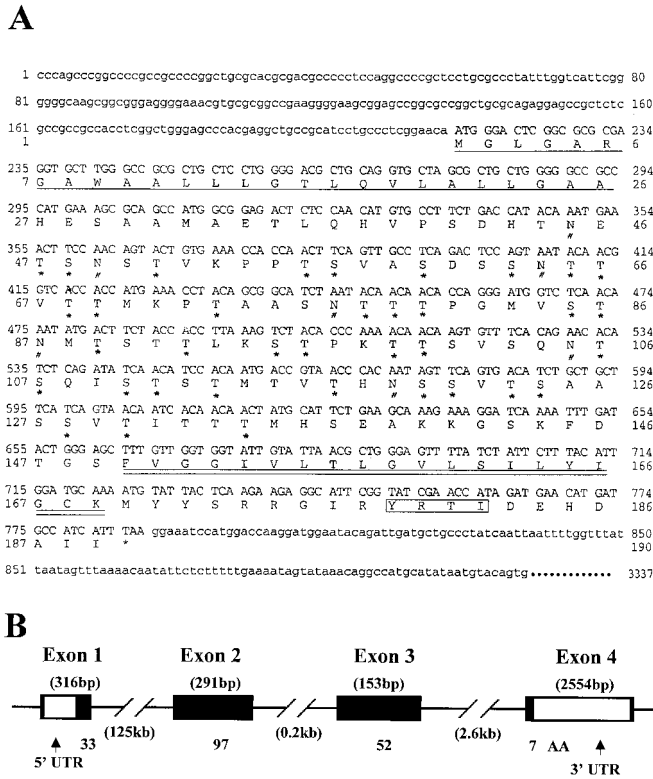 A
1 cccagcccggccccgccgccccggctgcgcacgcgacgcccccctccaggccccgctcctgcgccctatttggtcattcgg 80
81 ggggcaagcggcgggaggggaaacgtgcgcggccgaaggggaagcggagccggcgccggctgcgcagaggagccgctctc 160
161 gccgccgccacctcggctgggagcccacgaggctgccgcatcctgccctcggaaca ATG GGA CTC GGC GCG CGA 234
1 M G L G A R 6
235 GGT GCT TGG GCC GCG CTG CTC CTG GGG ACG CTG CAG GTG CTA GCG CTG CTG GGG GCC GCC 294
7 G A W A A L L L G T L Q V L A L L G A A 26
295 CAT GAA AGC GCA GCC ATG GCG GAG ACT CTC CAA CAT GTG CCT TCT GAC CAT ACA AAT GAA 354
27 H E S A A M A E T L Q H V P S D H T N E 46
#
355 ACT TCC AAC AGT ACT GTG AAA CCA CCA ACT TCA GTT GCC TCA GAC TCC AGT AAT ACA ACG 414
47 T S N S T V K P P T S V A S D S S N T T 66
* * # * * * * # * *
415 GTC ACC ACC ATG AAA CCT ACA GCG GCA TCT AAT ACA ACA ACA CCA GGG ATG GTC TCA ACA 474
67 V T T M K P T A A S N T T T P G M V S T 86
* * * # * * * * *
475 AAT ATG ACT TCT ACC ACC TTA AAG TCT ACA CCC AAA ACA ACA AGT GTT TCA CAG AAC ACA 534
87 N M T S T T L K S T P K T T S V S Q N T 106
# * * * * * * # *
535 TCT CAG ATA TCA ACA TCC ACA ATG ACC GTA ACC CAC AAT AGT TCA GTG ACA TCT GCT GCT 594
107 S Q I S T S T M T V T H N S S V T S A A 126
* * * * * # * * *
595 TCA TCA GTA ACA ATC ACA ACA ACT ATG CAT TCT GAA GCA AAG AAA GGA TCA AAA TTT GAT 654
127 S S V T I T T T M H S E A K K G S K F D 146
* * *
655 ACT GGG AGC TTT GTT GGT GGT ATT GTA TTA ACG CTG GGA GTT TTA TCT ATT CTT TAC ATT 714
147 T G S F V G G I V L T L G V L S I L Y I 166
715 GGA TGC AAA ATG TAT TAC TCA AGA AGA GGC ATT CGG TAT CGA ACC ATA GAT GAA CAT GAT 774
167 G C K M Y Y S R R G I R Y R T I D E H D 186
775 GCC ATC ATT TAA ggaaatccatggaccaaggatggaatacagattgatgctgccctatcaattaattttggtttat 850
187 A I I * 190
851 taatagtttaaaacaatattctctttttgaaaatagtataaacaggccatgcatataatgtacagtg•••••••••••• 3337
B
Exon 1 Exon 2 Exon 3 Exon 4
(316bp) (291bp) (153bp) (2554bp)
(125kb) (0.2kb) (2.6kb)
33 97 52 7 AA
5' UTR 3' UTR